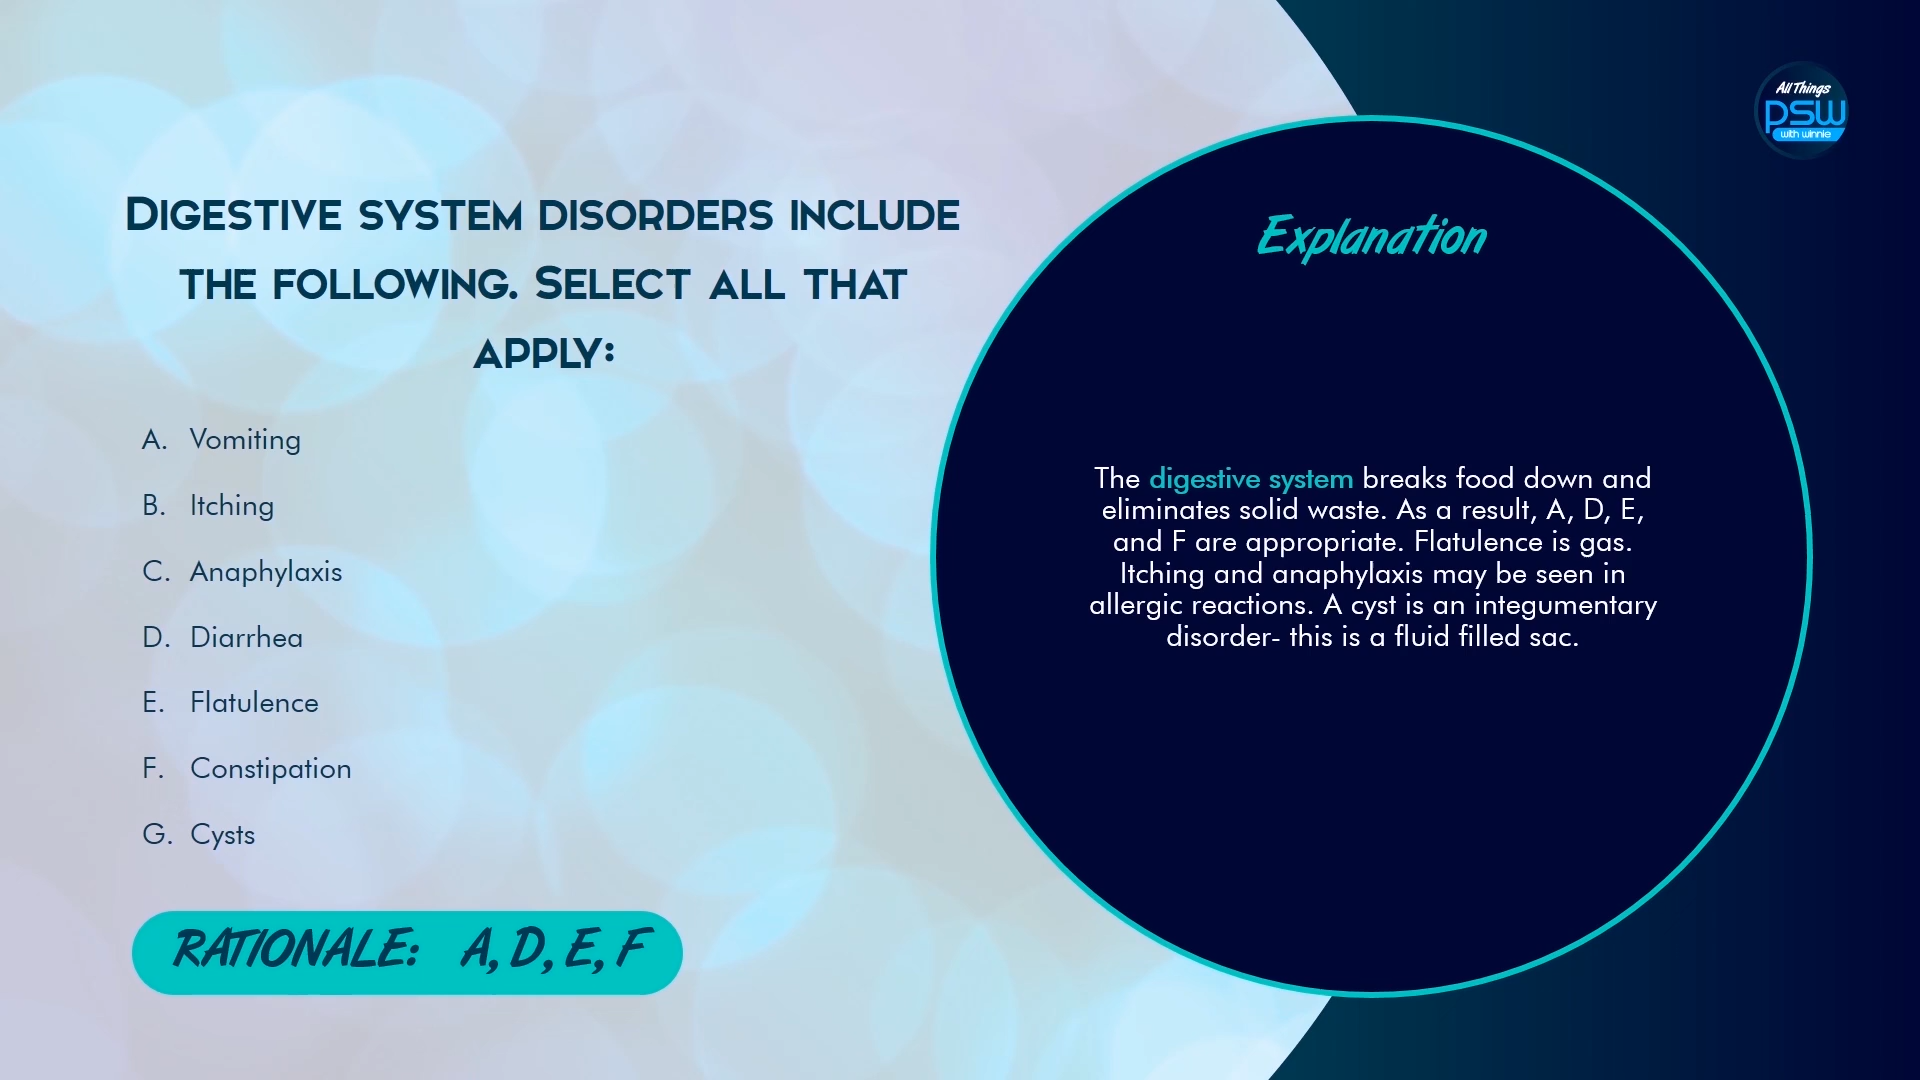 All Things
PSW
with winnie
Digestive system disorders include
the following. Select all that
apply:
A. Vomiting
B. Itching
C. Anaphylaxis
D. Diarrhea
E. Flatulence
F. Constipation
G. Cysts
RATIONALE: A, D, E, F
Explanation
The digestive system breaks food down and
eliminates solid waste. As a result, A, D, E,
and F are appropriate. Flatulence is gas.
Itching and anaphylaxis may be seen in
allergic reactions. A cyst is an integumentary
disorder- this is a fluid filled sac.